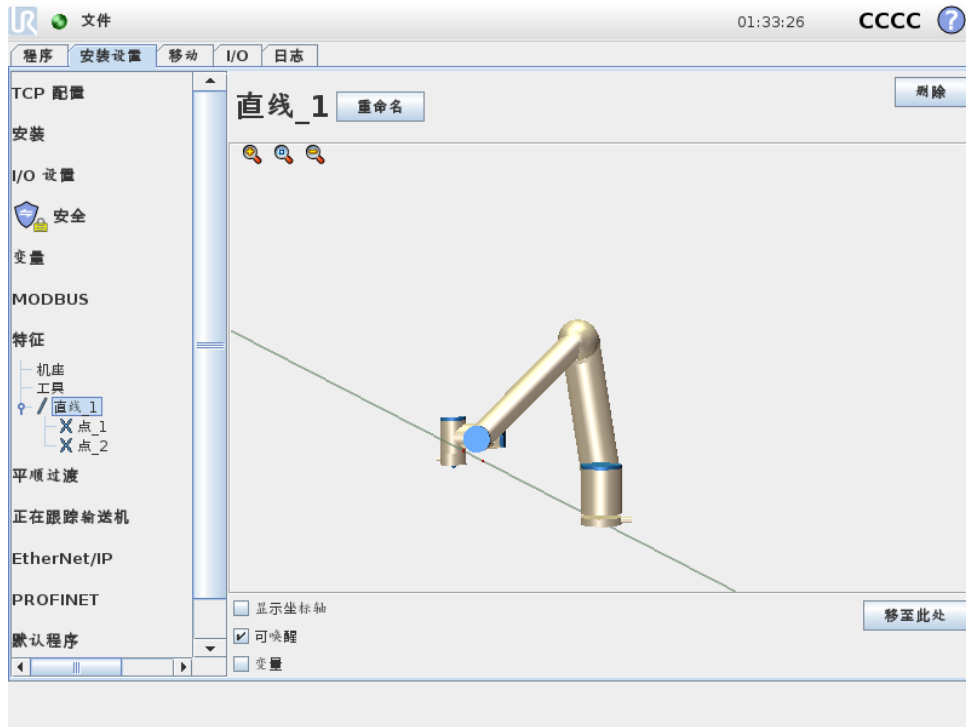 UR 文件 01:33:26 CCCC ?
程序 安装设置 移动 I/O 日志
TCP 配置
安装
I/O 设置
安全
变量
MODBUS
特征
机座
工具
直线_1
点_1
点_2
平顺过渡
正在跟踪输送机
EtherNet/IP
PROFINET
默认程序
直线_1 重命名 删除
显示坐标轴
可唤醒
变量
移至此处